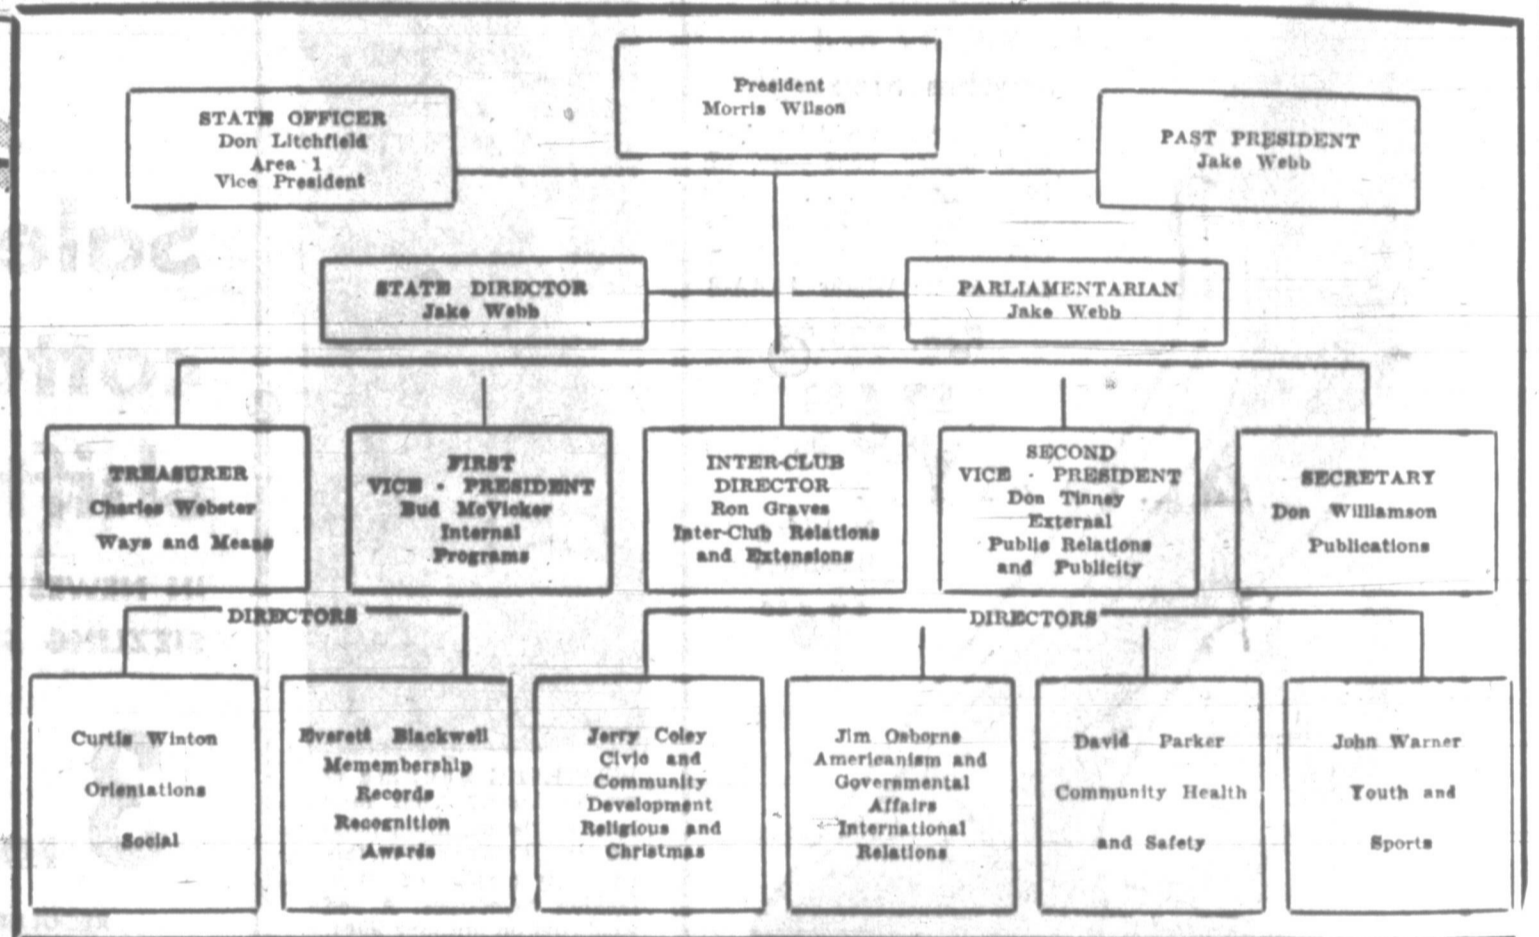 President
Morris Wilson
STATE OFFICER
Don Litchfield
Area 1
Vice President
PAST PRESIDENT
Jake Webb
STATE DIRECTOR
Jake Webb
PARLIAMENTARIAN
Jake Webb
TREASURER
Charles Webster
Ways and Means
FIRST
VICE - PRESIDENT
Bud McVicker
Internal
Programs
INTER-CLUB
DIRECTOR
Ron Graves
Inter-Club Relations
and Extensions
SECOND
VICE - PRESIDENT
Don Tinney
External
Public Relations
and Publicity
SECRETARY
Don Williamson
Publications
DIRECTORS
DIRECTORS
Curtis Winton
Orientations
Social
Everett Blackwell
Memembership
Records
Recognition
Awards
Jerry Coley
Civic and
Community
Development
Religious and
Christmas
Jim Osborne
Americanism and
Governmental
Affairs
International
Relations
David Parker
Community Health
and Safety
John Warner
Youth and
Sports